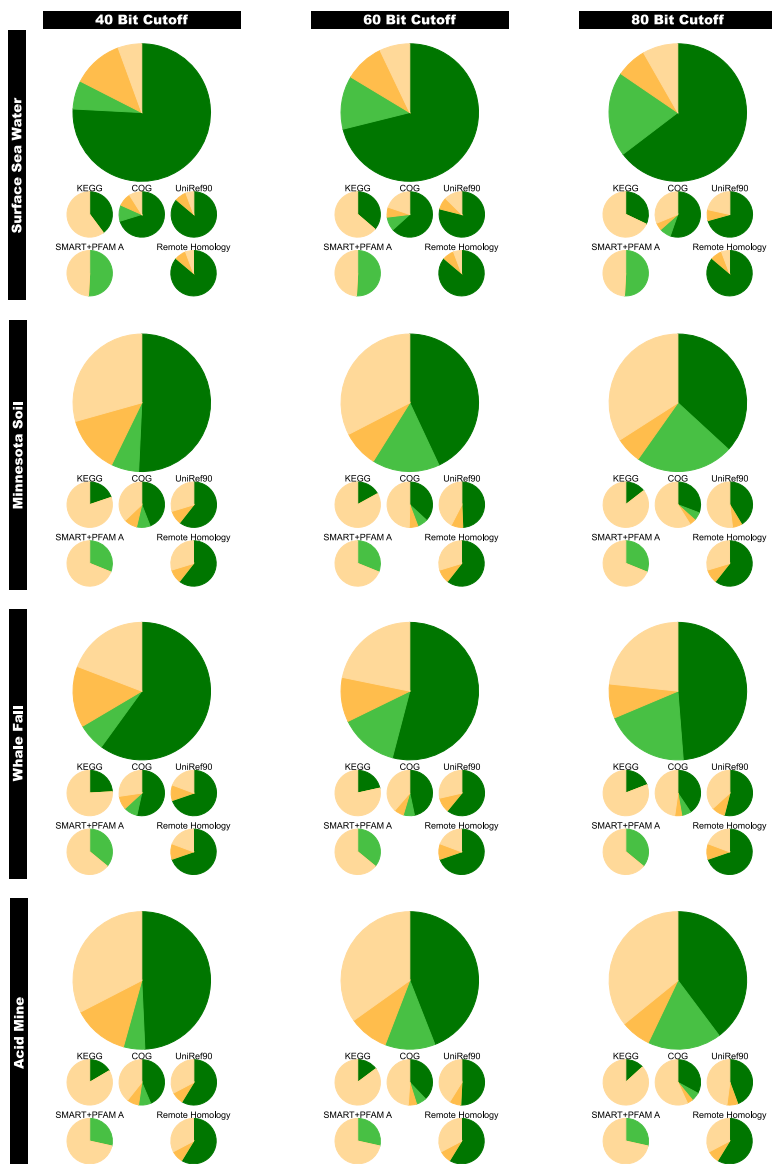 40 Bit Cutoff
60 Bit Cutoff
80 Bit Cutoff
Surface Sea Water
KEGG COG UniRef90
SMART+PFAM A Remote Homology
KEGG COG UniRef90
SMART+PFAM A Remote Homology
KEGG COG UniRef90
SMART+PFAM A Remote Homology
Minnesota Soil
KEGG COG UniRef90
SMART+PFAM A Remote Homology
KEGG COG UniRef90
SMART+PFAM A Remote Homology
KEGG COG UniRef90
SMART+PFAM A Remote Homology
Whale Fall
KEGG COG UniRef90
SMART+PFAM A Remote Homology
KEGG COG UniRef90
SMART+PFAM A Remote Homology
KEGG COG UniRef90
SMART+PFAM A Remote Homology
Acid Mine
KEGG COG UniRef90
SMART+PFAM A Remote Homology
KEGG COG UniRef90
SMART+PFAM A Remote Homology
KEGG COG UniRef90
SMART+PFAM A Remote Homology